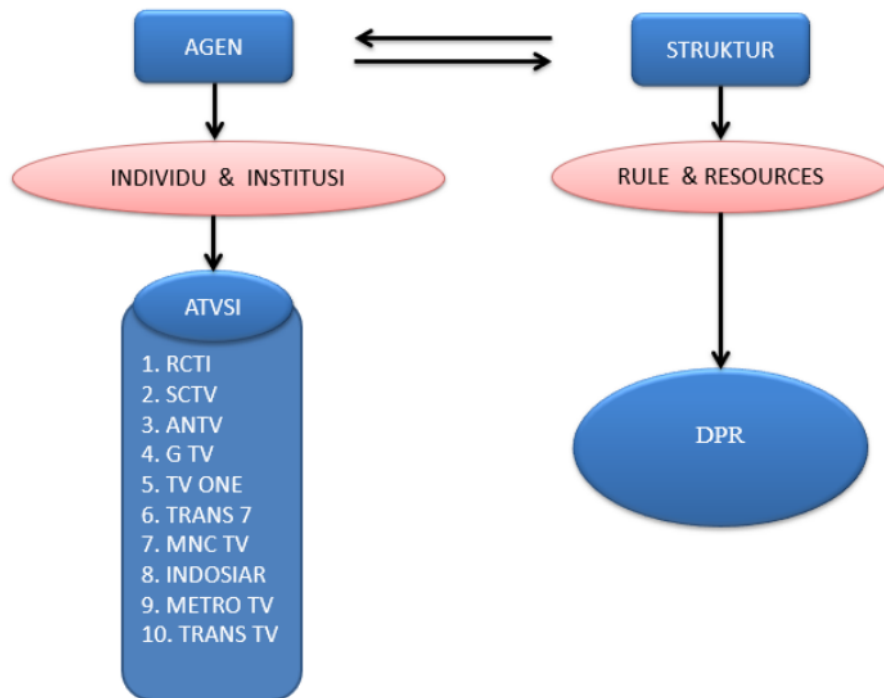 AGEN
STRUKTUR
INDIVIDU & INSTITUSI
RULE & RESOURCES
ATVSI
1. RCTI
2. SCTV
3. ANTV
4. G TV
5. TV ONE
6. TRANS 7
7. MNC TV
8. INDOSIAR
9. METRO TV
10. TRANS TV
DPR